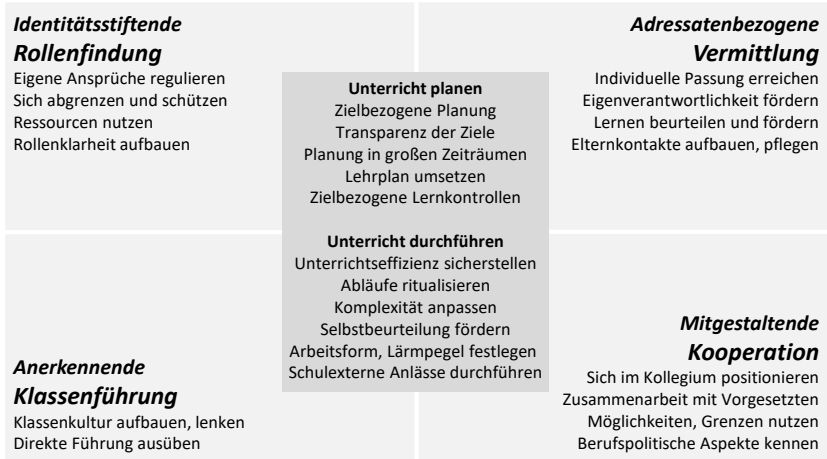 Identitätsstiftende
Rollenfindung
Eigene Ansprüche regulieren
Sich abgrenzen und schützen
Ressourcen nutzen
Rollenklarheit aufbauen
Adressatenbezogene
Vermittlung
Individuelle Passung erreichen
Eigenverantwortlichkeit fördern
Lernen beurteilen und fördern
Elternkontakte aufbauen, pflegen
Unterricht planen
Zielbezogene Planung
Transparenz der Ziele
Planung in großen Zeiträumen
Lehrplan umsetzen
Zielbezogene Lernkontrollen
Unterricht durchführen
Unterrichtseffizienz sicherstellen
Abläufe ritualisieren
Komplexität anpassen
Selbstbeurteilung fördern
Arbeitsform, Lärmpegel festlegen
Schulexterne Anlässe durchführen
Anerkennende
Klassenführung
Klassenkultur aufbauen, lenken
Direkte Führung ausüben
Mitgestaltende
Kooperation
Sich im Kollegium positionieren
Zusammenarbeit mit Vorgesetzten
Möglichkeiten, Grenzen nutzen
Berufspolitische Aspekte kennen